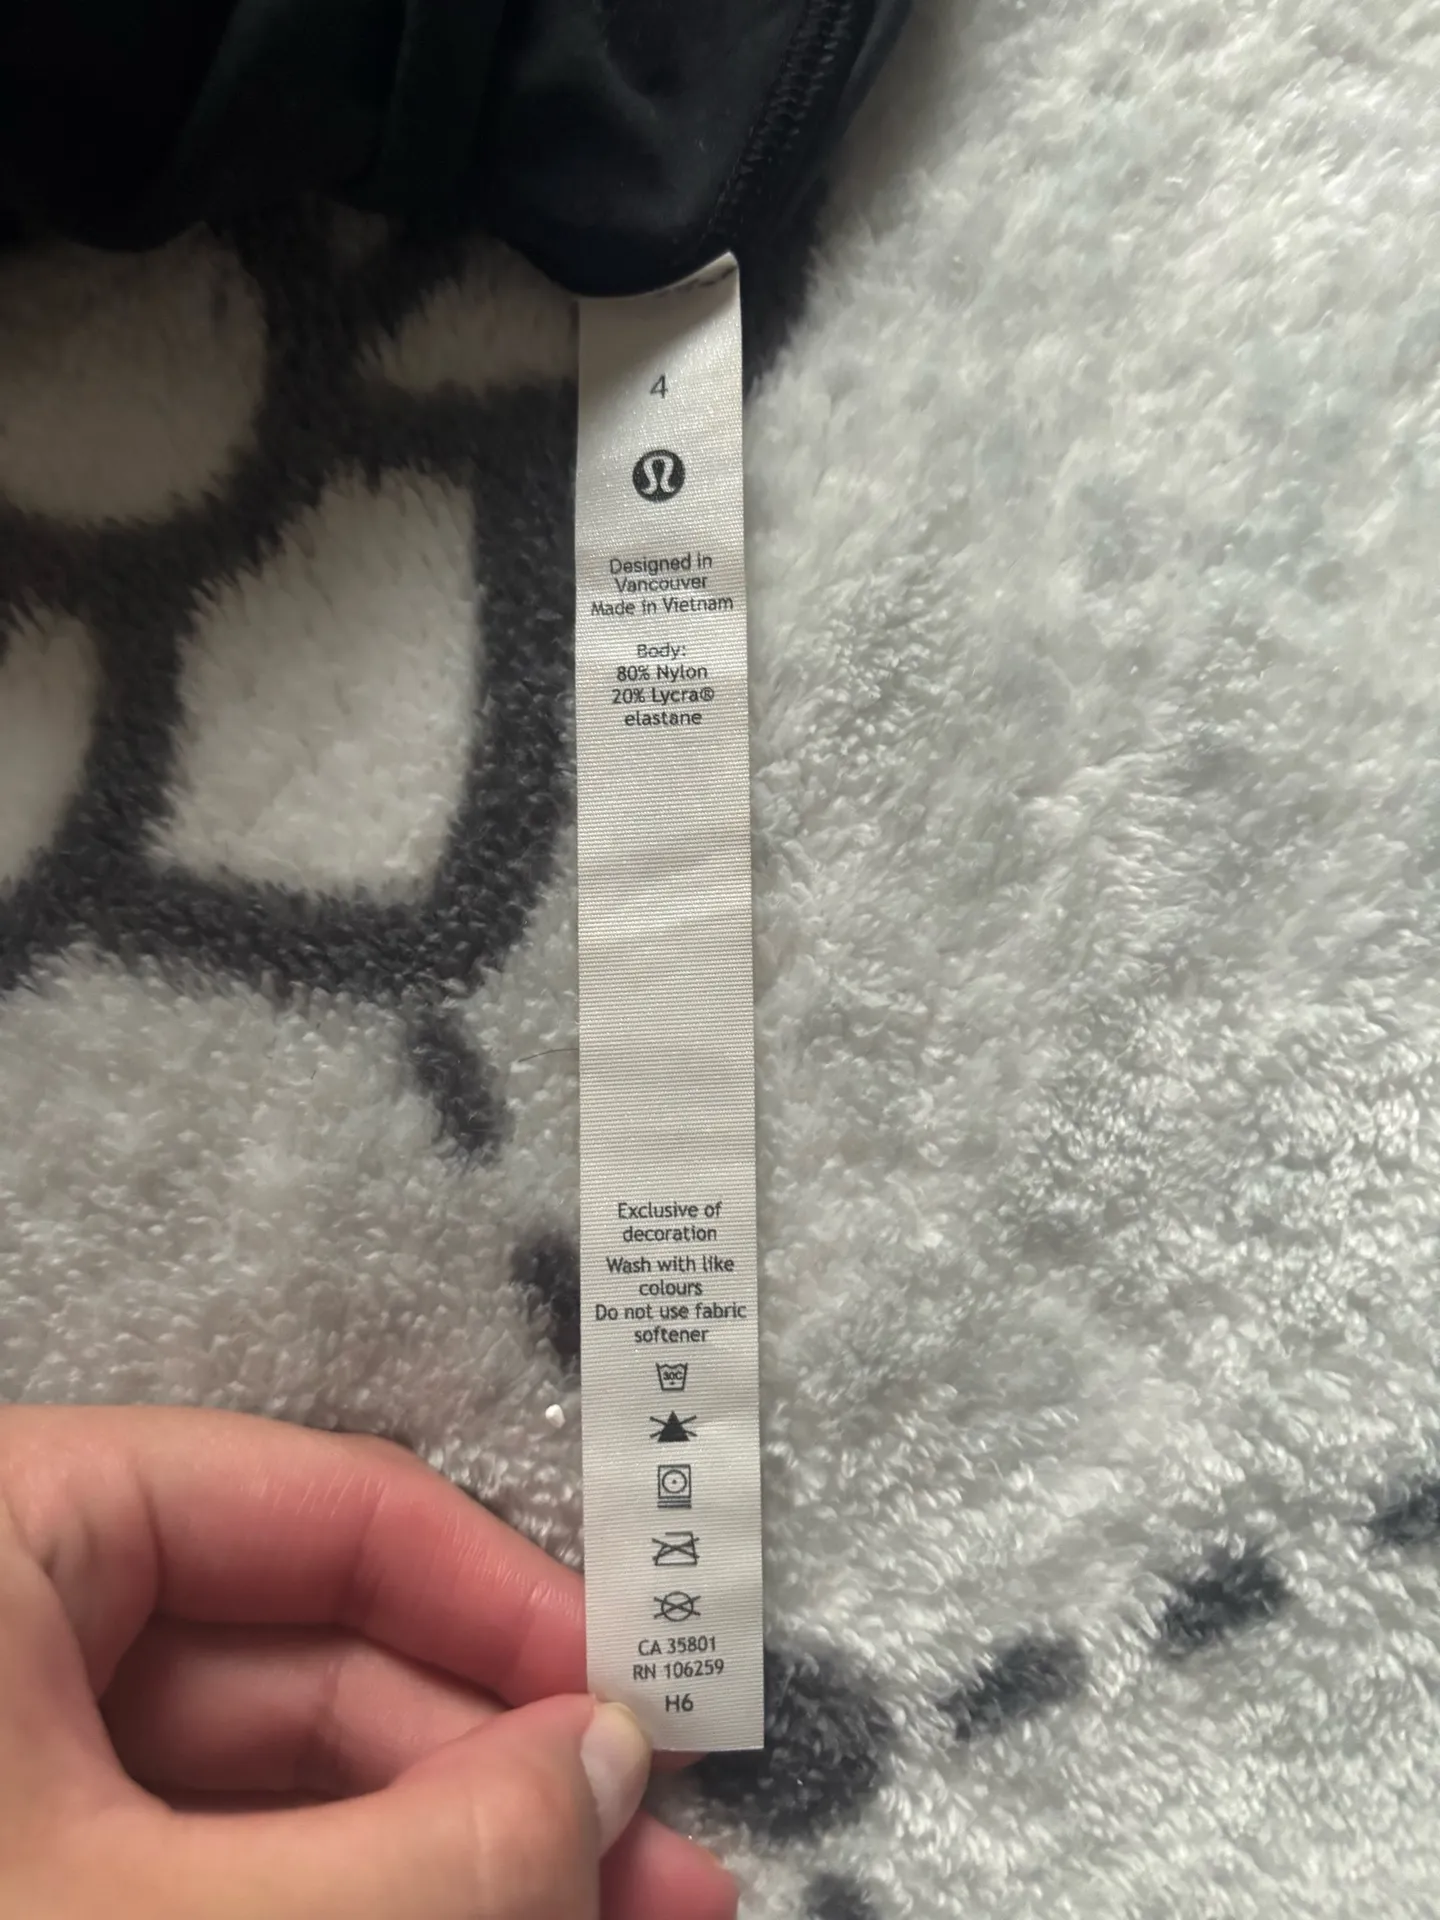 4
Designed in
Vancouver
Made in Vietnam
Body:
80% Nylon
20% Lycra®
elastane
Exclusive of
decoration
Wash with like
colours
Do not use fabric
softener
30C
CA 35801
RN 106259
H6